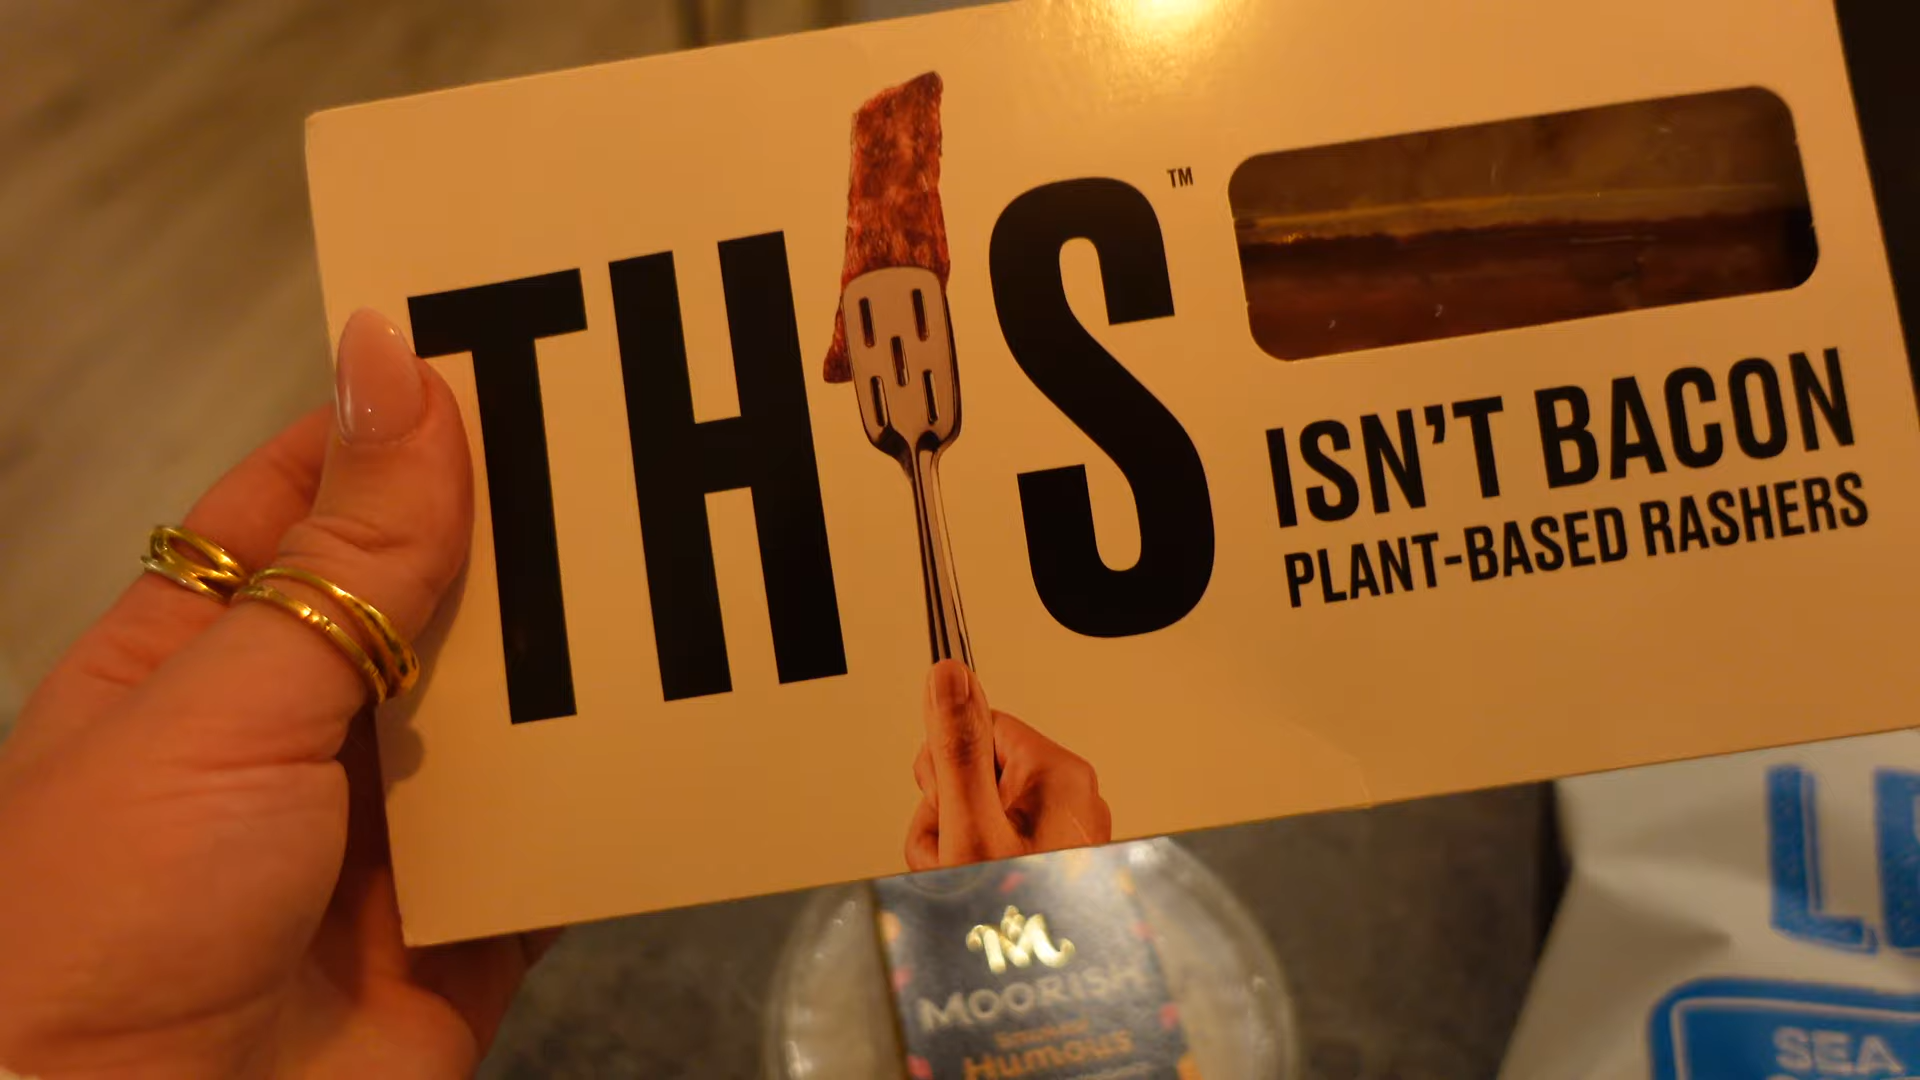 THIS™
ISN'T BACON
PLANT-BASED RASHERS
M
MOORISH
Humous
SEA